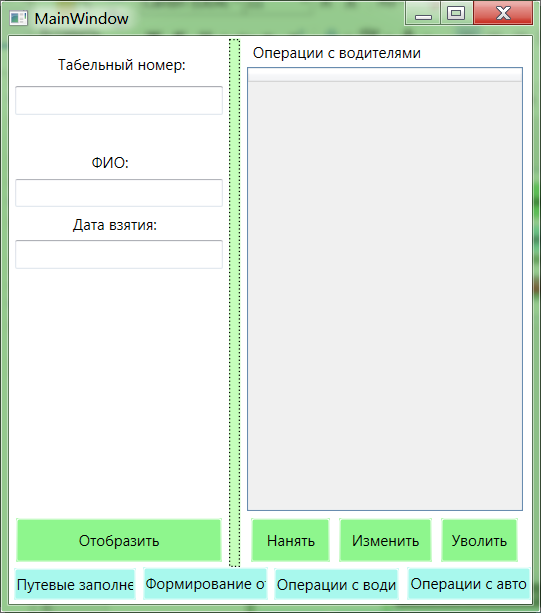 MainWindow
Табельный номер:
ФИО:
Дата взятия:
Операции с водителями
Отобразить
Нанять
Изменить
Уволить
Путевые заполне
Формирование о
Операции с води
Операции с авто